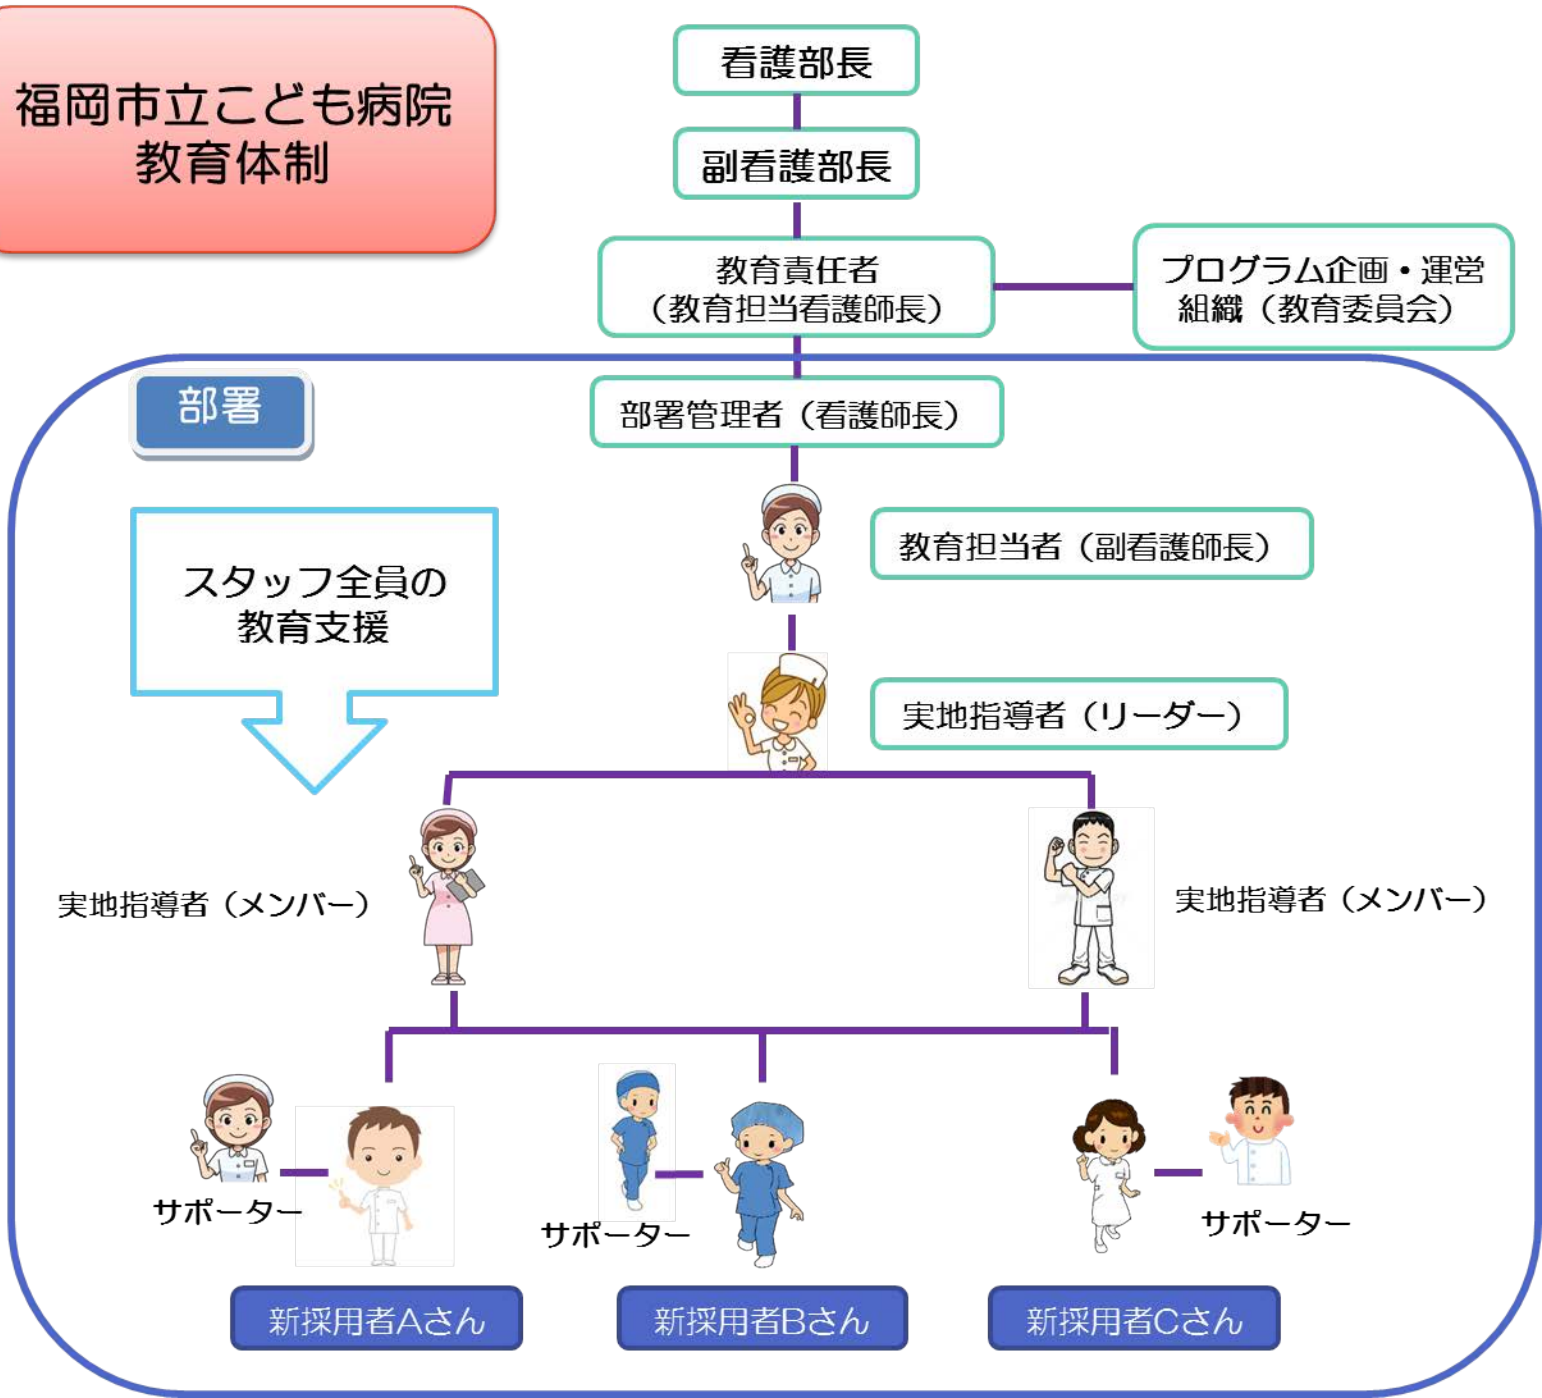 福岡市立こども病院
教育体制
看護部長
副看護部長
教育責任者
（教育担当看護師長）
プログラム企画・運営
組織（教育委員会）
部署
部署管理者（看護師長）
スタッフ全員の
教育支援
教育担当者（副看護師長）
実地指導者（リーダー）
実地指導者（メンバー）
実地指導者（メンバー）
サポーター
サポーター
サポーター
新採用者Aさん
新採用者Bさん
新採用者Cさん